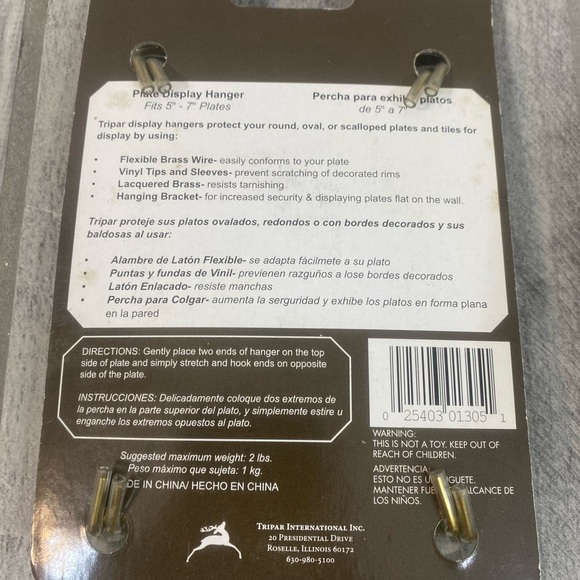 Plate Display Hanger
Fits 5" - 7" Plates
Percha para exhibir platos
de 5" a 7"
Tripar display hangers protect your round, oval, or scalloped plates and tiles for
display by using:
• Flexible Brass Wire- easily conforms to your plate
• Vinyl Tips and Sleeves- prevent scratching of decorated rims
• Lacquered Brass- resists tarnishing
• Hanging Bracket- for increased security & displaying plates flat on the wall.
Tripar proteje sus platos ovalados, redondos o con bordes decorados y sus
baldosas al usar:
• Alambre de Latón Flexible- se adapta fácilmete a su plato
• Puntas y fundas de Vinil- previenen razguños a lose bordes decorados
• Latón Enlacado- resiste manchas
• Percha para Colgar- aumenta la serguridad y exhibe los platos en forma plana
en la pared
DIRECTIONS: Gently place two ends of hanger on the top
side of plate and simply stretch and hook ends on opposite
side of the plate.
INSTRUCCIONES: Delicadamente coloque dos extremos de
la percha en la parte superior del plato, y simplemente estire u
enganche los extremos opuestos al plato.
Suggested maximum weight: 2 lbs.
Peso máximo que sujeta: 1 kg.
DE IN CHINA/ HECHO EN CHINA
0 25403 01305 1
WARNING:
THIS IS NOT A TOY. KEEP OUT OF
REACH OF CHILDREN.
ADVERTENCIA:
ESTO NO ES UN JUGUETE.
MANTENER FUE ALCANCE DE
LOS NIÑOS.
TRIPAR INTERNATIONAL INC.
20 PRESIDENTIAL DRIVE
ROSELLE, ILLINOIS 60172
630-980-5100